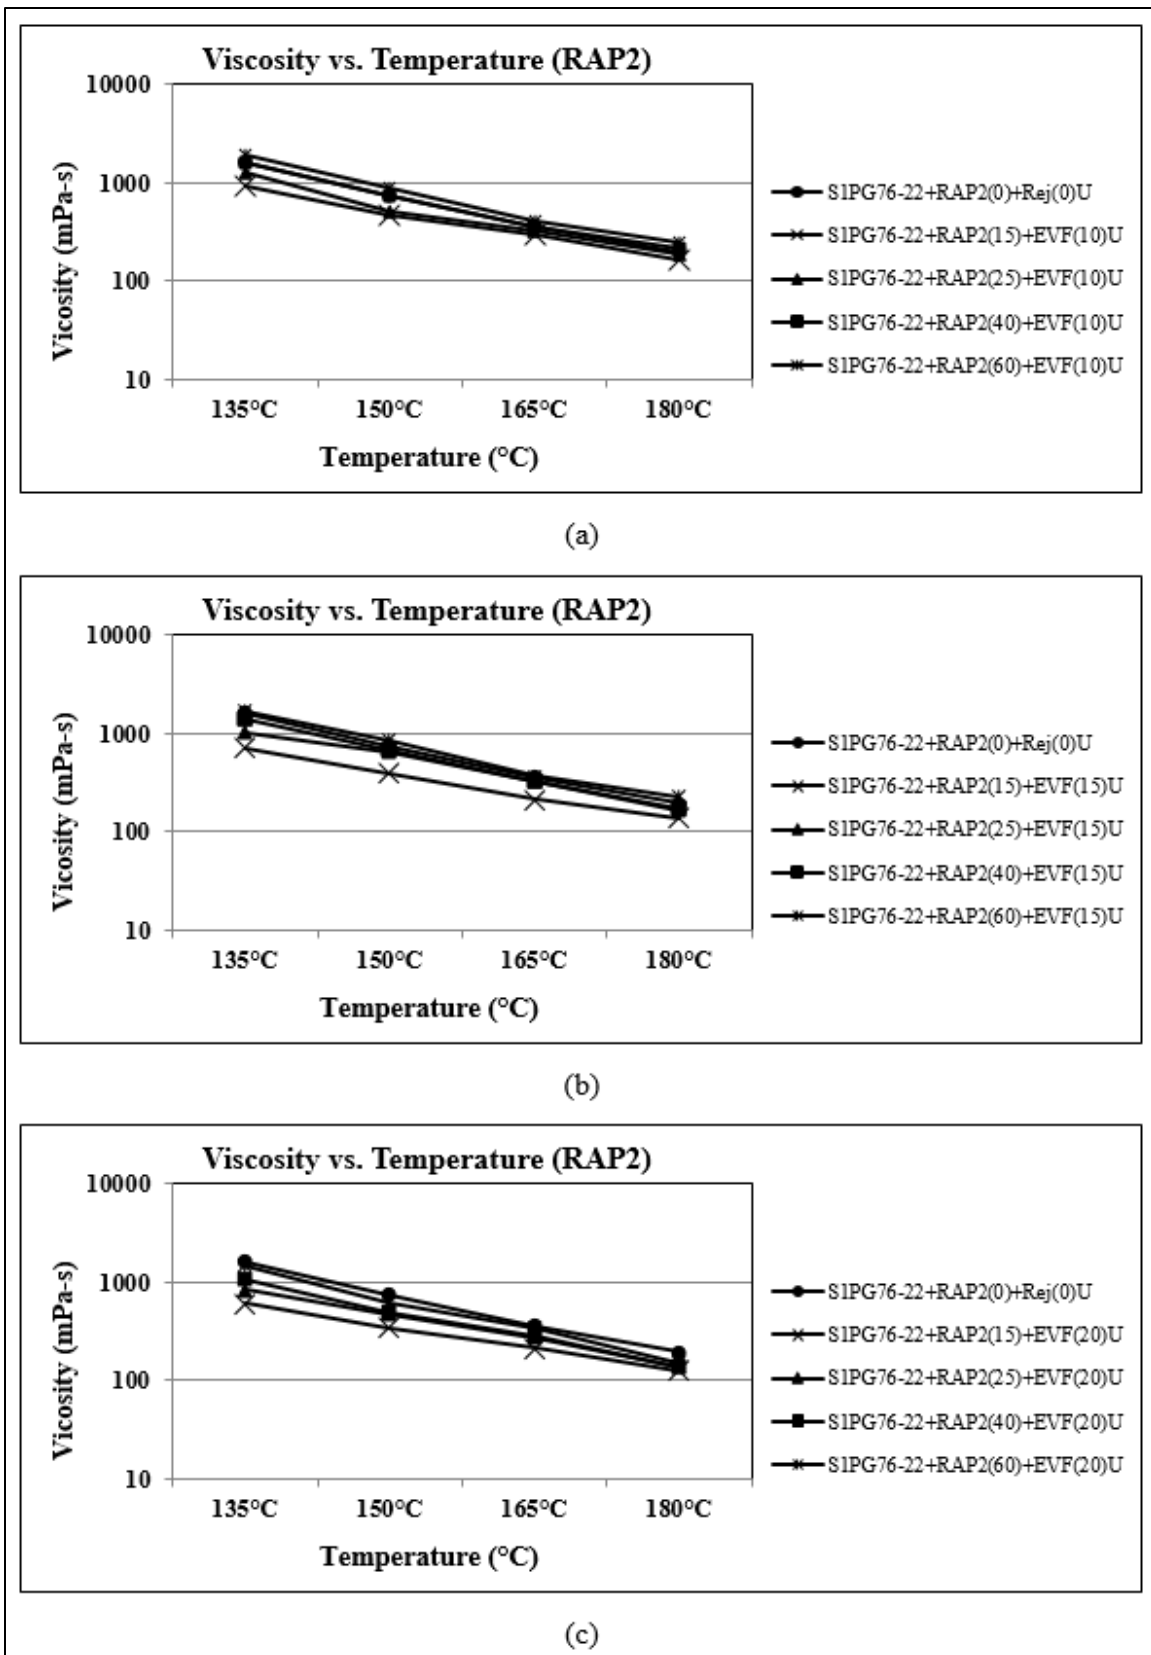 Viscosity vs. Temperature (RAP2)
10000
1000
100
10
Vicosity (mPa-s)
135°C 150°C 165°C 180°C
Temperature (°C)
S1PG76-22+RAP2(0)+Rej(0)U
S1PG76-22+RAP2(15)+EVF(10)U
S1PG76-22+RAP2(25)+EVF(10)U
S1PG76-22+RAP2(40)+EVF(10)U
S1PG76-22+RAP2(60)+EVF(10)U
(a)
Viscosity vs. Temperature (RAP2)
10000
1000
100
10
Vicosity (mPa-s)
135°C 150°C 165°C 180°C
Temperature (°C)
S1PG76-22+RAP2(0)+Rej(0)U
S1PG76-22+RAP2(15)+EVF(15)U
S1PG76-22+RAP2(25)+EVF(15)U
S1PG76-22+RAP2(40)+EVF(15)U
S1PG76-22+RAP2(60)+EVF(15)U
(b)
Viscosity vs. Temperature (RAP2)
10000
1000
100
10
Vicosity (mPa-s)
135°C 150°C 165°C 180°C
Temperature (°C)
S1PG76-22+RAP2(0)+Rej(0)U
S1PG76-22+RAP2(15)+EVF(20)U
S1PG76-22+RAP2(25)+EVF(20)U
S1PG76-22+RAP2(40)+EVF(20)U
S1PG76-22+RAP2(60)+EVF(20)U
(c)